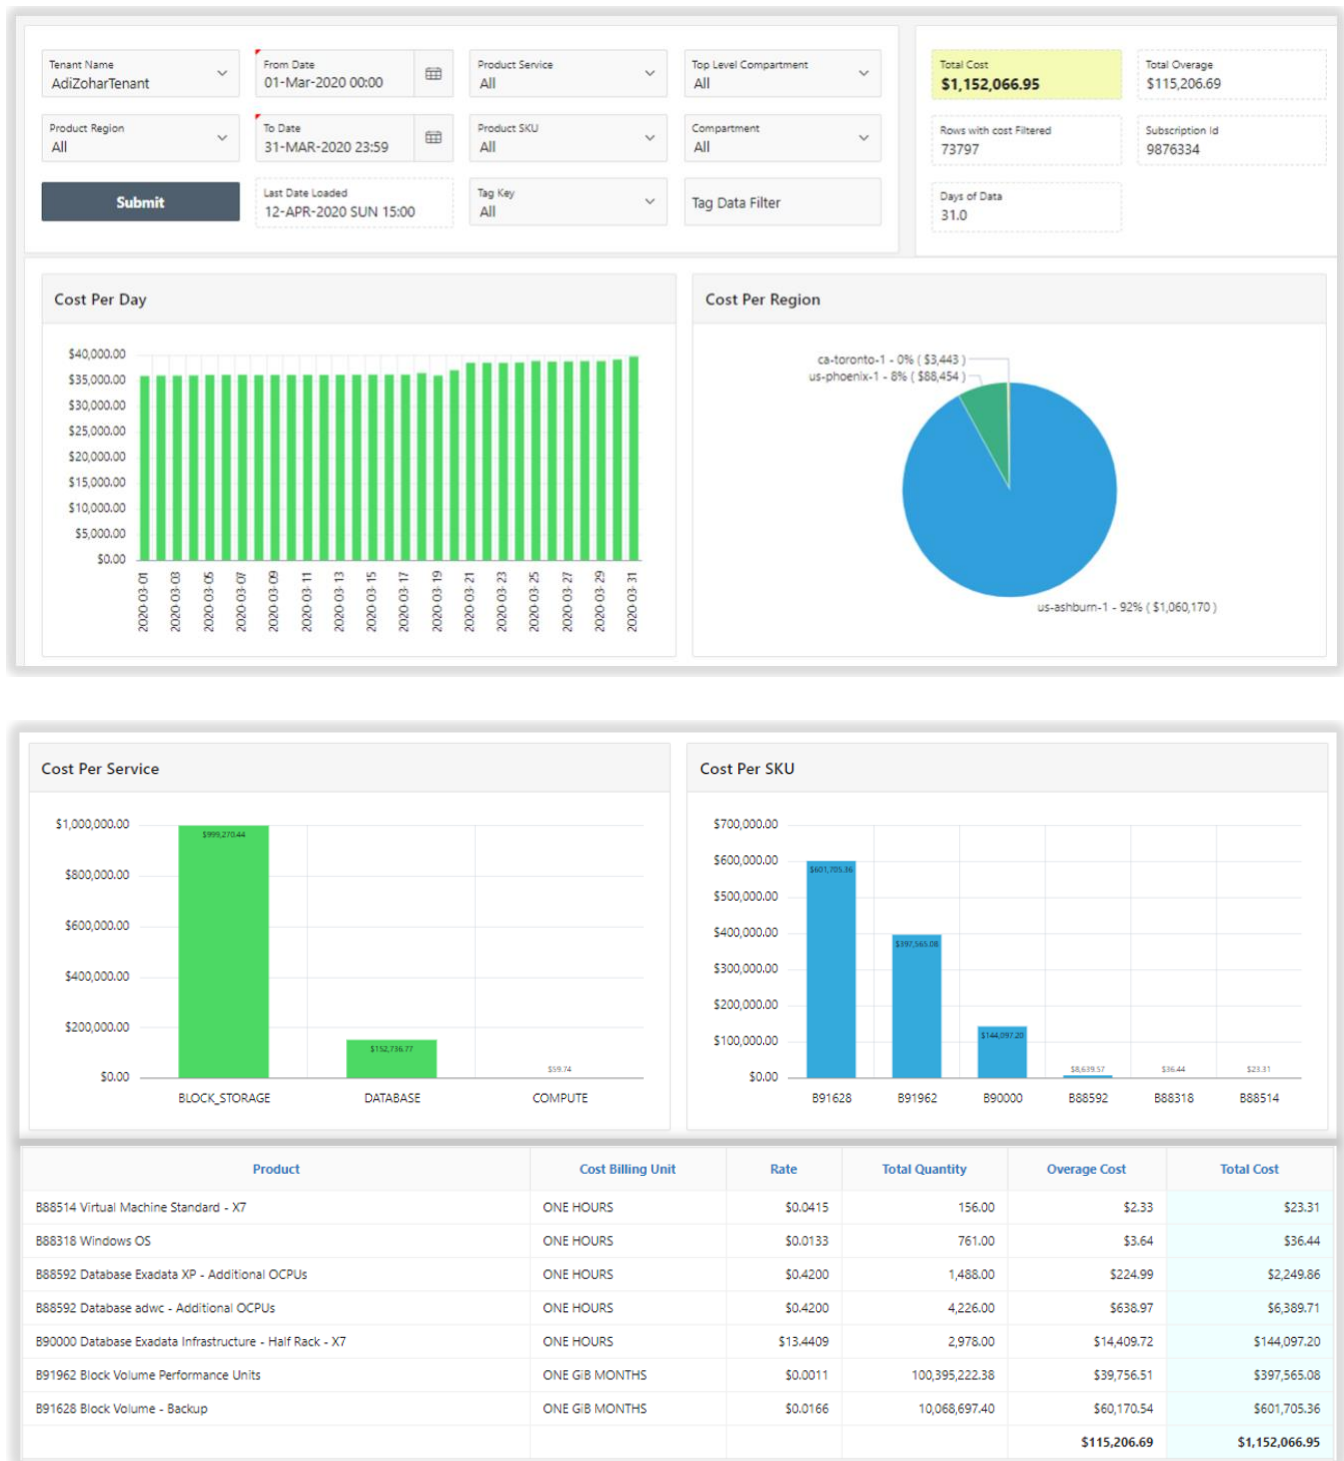 Tenant Name
AdiZoharTenant
From Date
01-Mar-2020 00:00
Product Service
All
Top Level Compartment
All
Product Region
All
To Date
31-MAR-2020 23:59
Product SKU
All
Compartment
All
Submit
Last Date Loaded
12-APR-2020 SUN 15:00
Tag Key
All
Tag Data Filter
Total Cost
$1,152,066.95
Total Overage
$115,206.69
Rows with cost Filtered
73797
Subscription Id
9876334
Days of Data
31.0
Cost Per Day
$40,000.00
$35,000.00
$30,000.00
$25,000.00
$20,000.00
$15,000.00
$10,000.00
$5,000.00
$0.00
2020-03-01
2020-03-03
2020-03-05
2020-03-07
2020-03-09
2020-03-11
2020-03-13
2020-03-15
2020-03-17
2020-03-19
2020-03-21
2020-03-23
2020-03-25
2020-03-27
2020-03-29
2020-03-31
Cost Per Region
ca-toronto-1 - 0% ( $3,443 )
us-phoenix-1 - 8% ( $88,454 )
us-ashburn-1 - 92% ( $1,060,170 )
Cost Per Service
$1,000,000.00
$800,000.00
$600,000.00
$400,000.00
$200,000.00
$0.00
$999,270.44
$152,736.77
$59.74
BLOCK_STORAGE
DATABASE
COMPUTE
Cost Per SKU
$700,000.00
$600,000.00
$500,000.00
$400,000.00
$300,000.00
$200,000.00
$100,000.00
$0.00
$601,705.36
$397,565.08
$144,097.20
$8,639.57
$36.44
$23.31
B91628
B91962
B90000
B88592
B88318
B88514
Product Cost Billing Unit Rate Total Quantity Overage Cost Total Cost
B88514 Virtual Machine Standard - X7 ONE HOURS $0.0415 156.00 $2.33 $23.31
B88318 Windows OS ONE HOURS $0.0133 761.00 $3.64 $36.44
B88592 Database Exadata XP - Additional OCPUs ONE HOURS $0.4200 1,488.00 $224.99 $2,249.86
B88592 Database adwc - Additional OCPUs ONE HOURS $0.4200 4,226.00 $638.97 $6,389.71
B90000 Database Exadata Infrastructure - Half Rack - X7 ONE HOURS $13.4409 2,978.00 $14,409.72 $144,097.20
B91962 Block Volume Performance Units ONE GIB MONTHS $0.0011 100,395,222.38 $39,756.51 $397,565.08
B91628 Block Volume - Backup ONE GIB MONTHS $0.0166 10,068,697.40 $60,170.54 $601,705.36
$115,206.69 $1,152,066.95